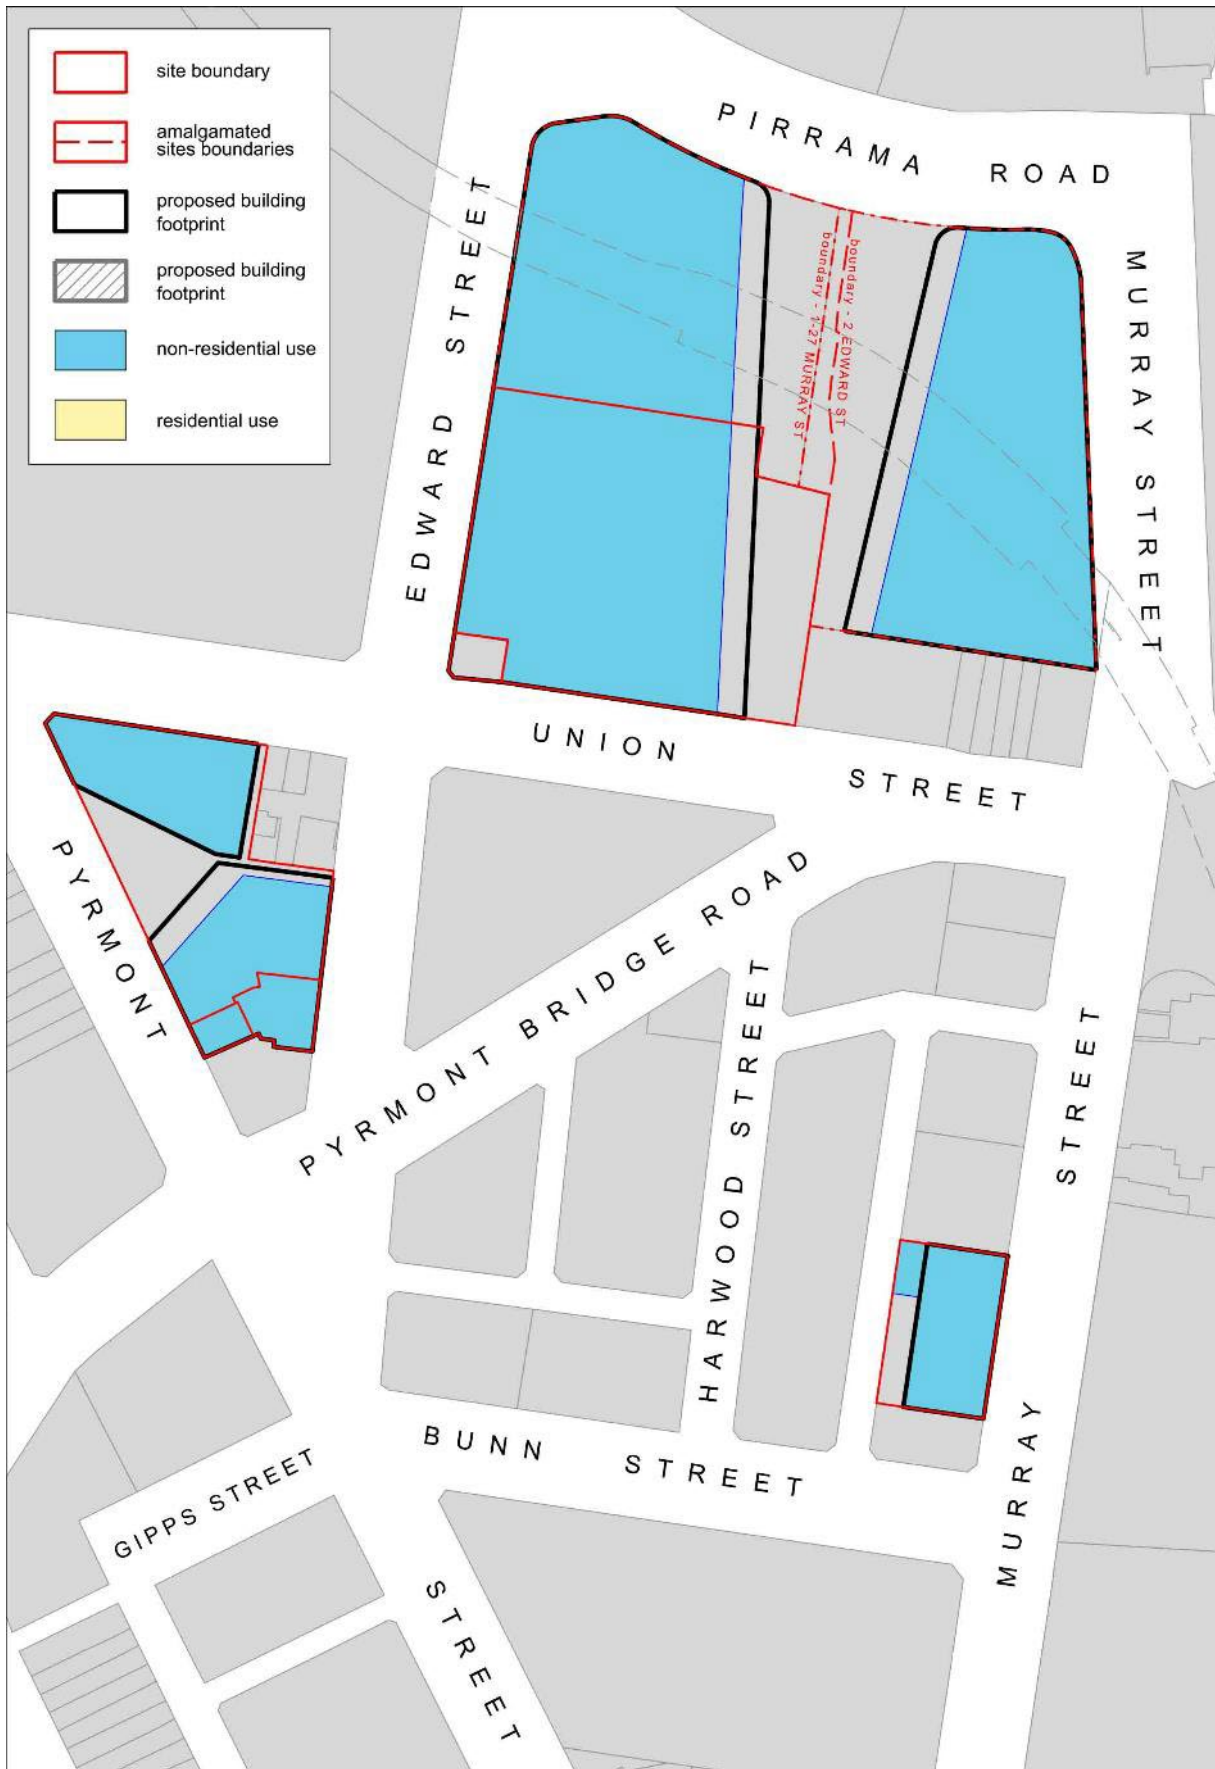 site boundary
amalgamated
sites boundaries
proposed building
footprint
proposed building
footprint
non-residential use
residential use
PIRRAMA ROAD
EDWARD STREET
boundary - 1-27 MURRAY ST
boundary - 2 EDWARD ST
MURRAY STREET
UNION STREET
PYRMONT
PYRMONT BRIDGE ROAD
HARWOOD STREET
STREET
MURRAY
BUNN STREET
GIPPS STREET
STREET